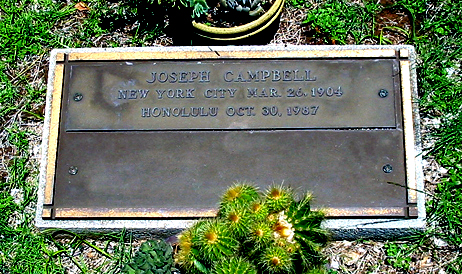 JOSEPH CAMPBELL
NEW YORK CITY MAR. 26, 1904
HONOLULU OCT. 30, 1987